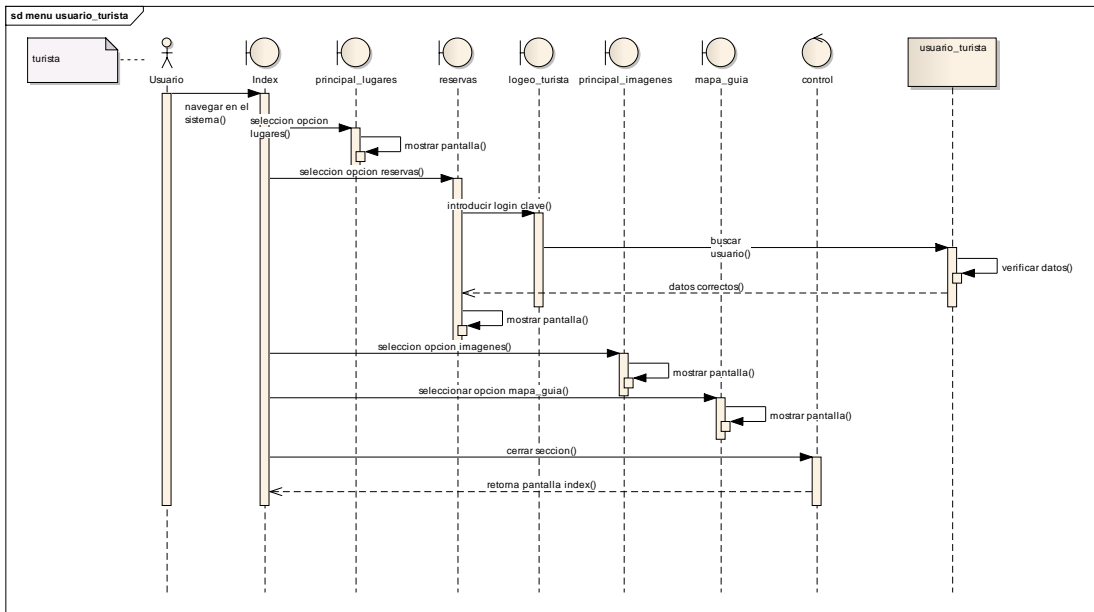 sd menu usuario_turista
turista
Usuario
Index
principal_lugares
reservas
logeo_turista
principal_imagenes
mapa_guia
control
usuario_turista
navegar en el
sistema()
seleccion opcion
lugares()
mostrar pantalla()
seleccion opcion reservas()
introducir login clave()
buscar
usuario()
verificar datos()
datos correctos()
mostrar pantalla()
seleccion opcion imagenes()
mostrar pantalla()
seleccionar opcion mapa_guia()
mostrar pantalla()
cerrar seccion()
retorna pantalla index()